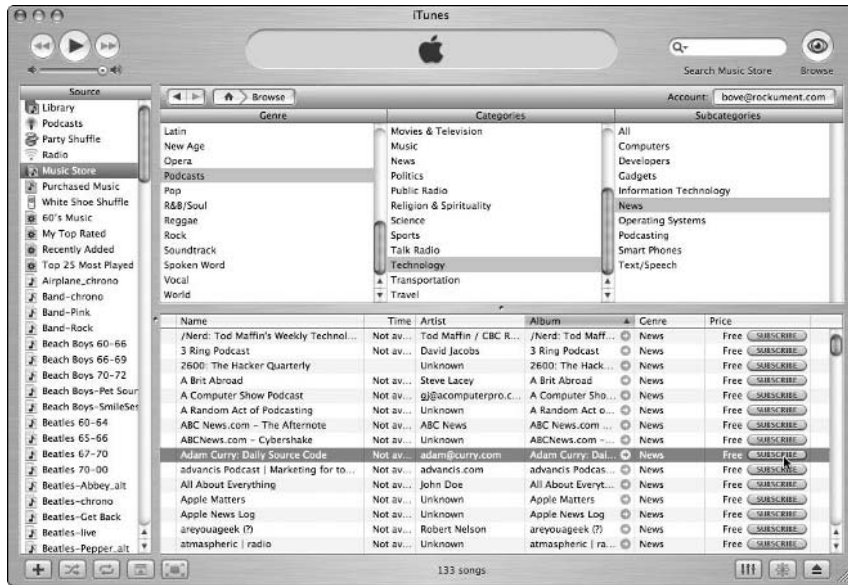 iTunes
Q-
Search Music Store
Browse
Source
Library
Podcasts
Party Shuffle
Radio
Music Store
Purchased Music
White Shoe Shuffle
60's Music
My Top Rated
Recently Added
Top 25 Most Played
Airplane_chrono
Band-chrono
Band-Pink
Band-Rock
Beach Boys 60-66
Beach Boys 66-69
Beach Boys 70-72
Beach Boys-Pet Soun
Beach Boys-SmileSes
Beatles 60-64
Beatles 65-66
Beatles 67-70
Beatles 70-00
Beatles-Abbey_alt
Beatles-chrono
Beatles-Get Back
Beatles-live
Beatles-Pepper_alt
Browse
Account: bove@rockument.com
Genre
Latin
New Age
Opera
Podcasts
Pop
R&B/Soul
Reggae
Rock
Soundtrack
Spoken Word
Vocal
World
Categories
Movies & Television
Music
News
Politics
Public Radio
Religion & Spirituality
Science
Sports
Talk Radio
Technology
Transportation
Travel
Subcategories
All
Computers
Developers
Gadgets
Information Technology
News
Operating Systems
Podcasting
Smart Phones
Text/Speech
Name Time Artist Album Genre Price
/Nerd: Tod Maffin's Weekly Technol... Not av... Tod Maffin / CBC R... /Nerd: Tod Maff... News Free SUBSCRIBE
3 Ring Podcast Not av... David Jacobs 3 Ring Podcast News Free SUBSCRIBE
2600: The Hacker Quarterly Unknown 2600: The Hack... News Free SUBSCRIBE
A Brit Abroad Not av... Steve Lacey A Brit Abroad News Free SUBSCRIBE
A Computer Show Podcast Not av... gj@acomputerpro.c... A Computer Sho... News Free SUBSCRIBE
A Random Act of Podcasting Not av... Unknown A Random Act o... News Free SUBSCRIBE
ABC News.com - The Afternote Not av... ABC News ABC News.com ... News Free SUBSCRIBE
ABCNews.com - Cybershake Not av... Unknown ABCNews.com -... News Free SUBSCRIBE
Adam Curry: Daily Source Code Not av... adam@curry.com Adam Curry: Dai... News Free SUBSCRIBE
advancis Podcast | Marketing for to... Not av... advancis.com advancis Podcas... News Free SUBSCRIBE
All About Everything Not av... John Doe All About Everything News Free SUBSCRIBE
Apple Matters Not av... Unknown Apple Matters News Free SUBSCRIBE
Apple News Log Not av... Unknown Apple News Log News Free SUBSCRIBE
areyouageek (?) Not av... Robert Nelson areyouageek (?) News Free SUBSCRIBE
atmaspheric | radio Not av... Unknown atmaspheric | ra... News Free SUBSCRIBE
133 songs